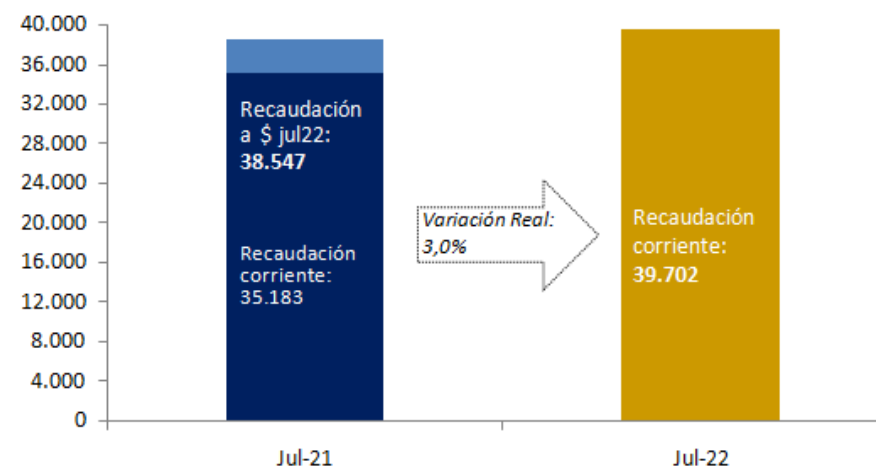 40.000
36.000
32.000
28.000
24.000
20.000
16.000
12.000
8.000
4.000
0
Recaudación
a $ jul22:
38.547
Recaudación
corriente:
35.183
Variación Real:
3,0%
Recaudación
corriente:
39.702
Jul-21
Jul-22